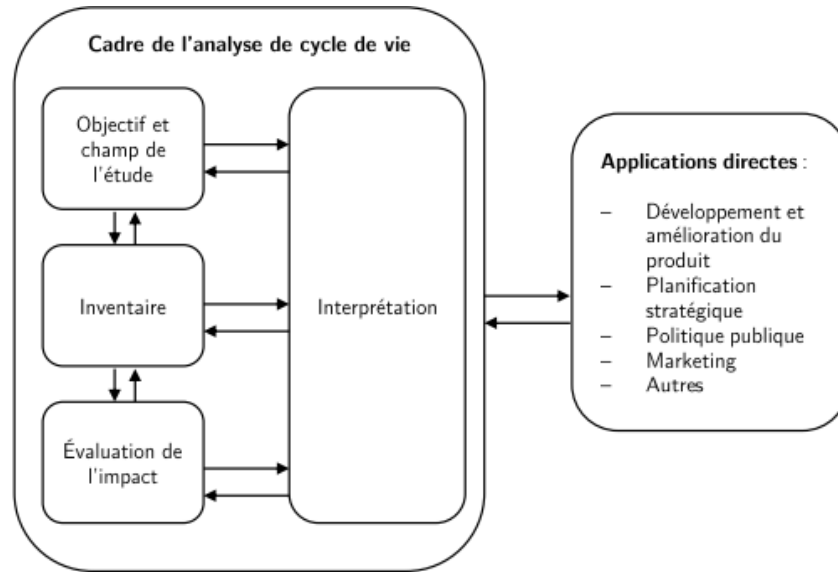 Cadre de l'analyse de cycle de vie
Objectif et
champ de
l'étude
Inventaire
Évaluation de
l'impact
Interprétation
Applications directes :
– Développement et
amélioration du
produit
– Planification
stratégique
– Politique publique
– Marketing
– Autres